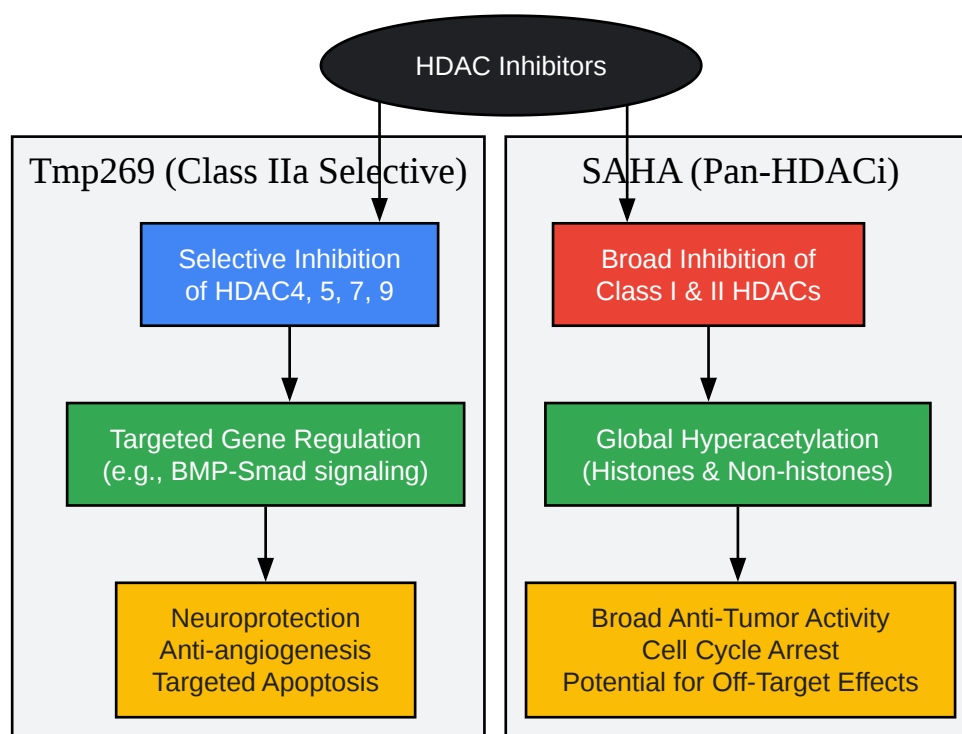 HDAC Inhibitors
Tmp269 (Class IIa Selective)
Selective Inhibition
of HDAC4, 5, 7, 9
Targeted Gene Regulation
(e.g., BMP-Smad signaling)
Neuroprotection
Anti-angiogenesis
Targeted Apoptosis
SAHA (Pan-HDACi)
Broad Inhibition of
Class I & II HDACs
Global Hyperacetylation
(Histones & Non-histones)
Broad Anti-Tumor Activity
Cell Cycle Arrest
Potential for Off-Target Effects